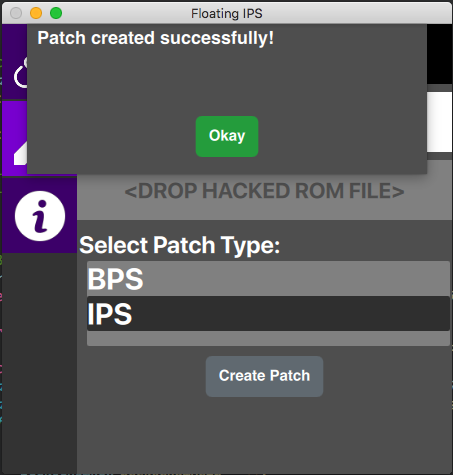 Floating IPS
Patch created successfully!
Okay
<DROP HACKED ROM FILE>
Select Patch Type:
BPS
IPS
Create Patch